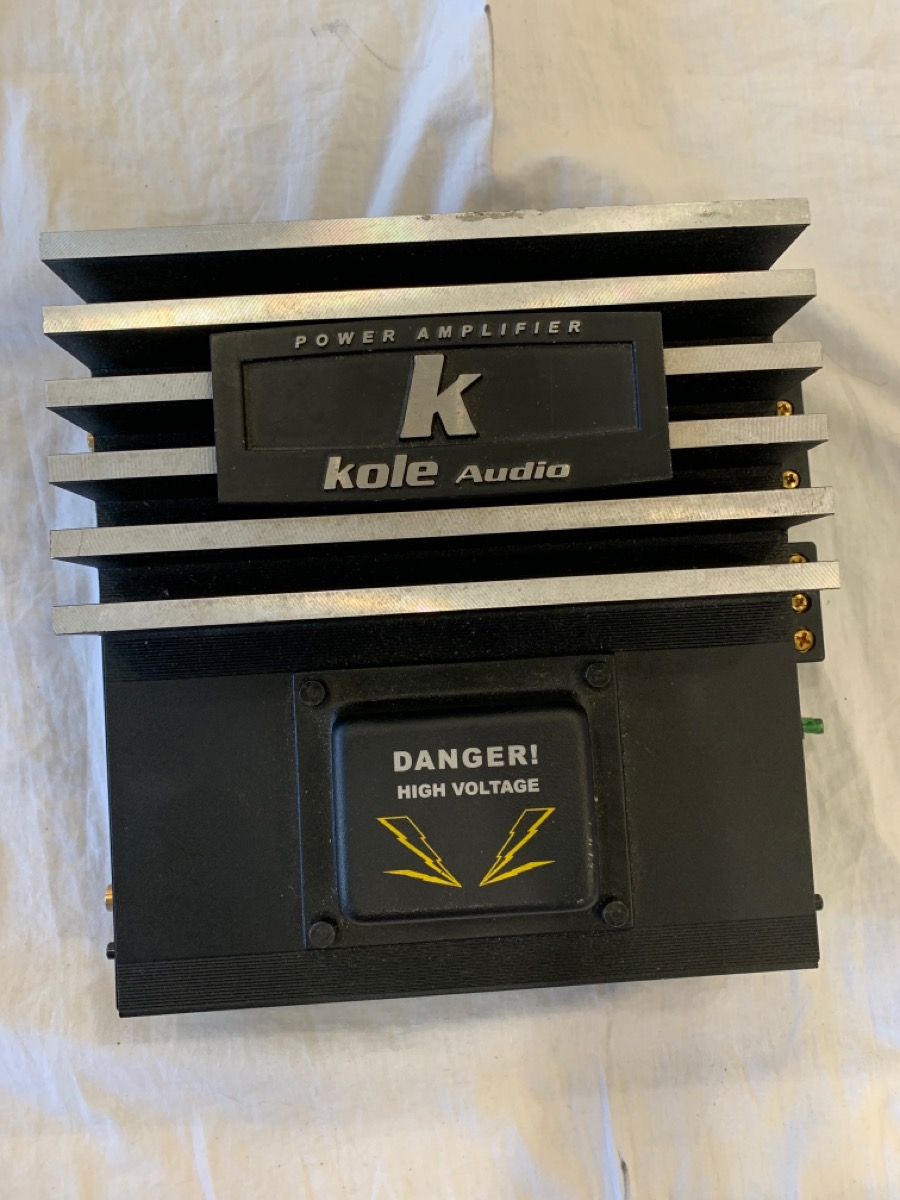 POWER AMPLIFIER
k
kole Audio
DANGER!
HIGH VOLTAGE